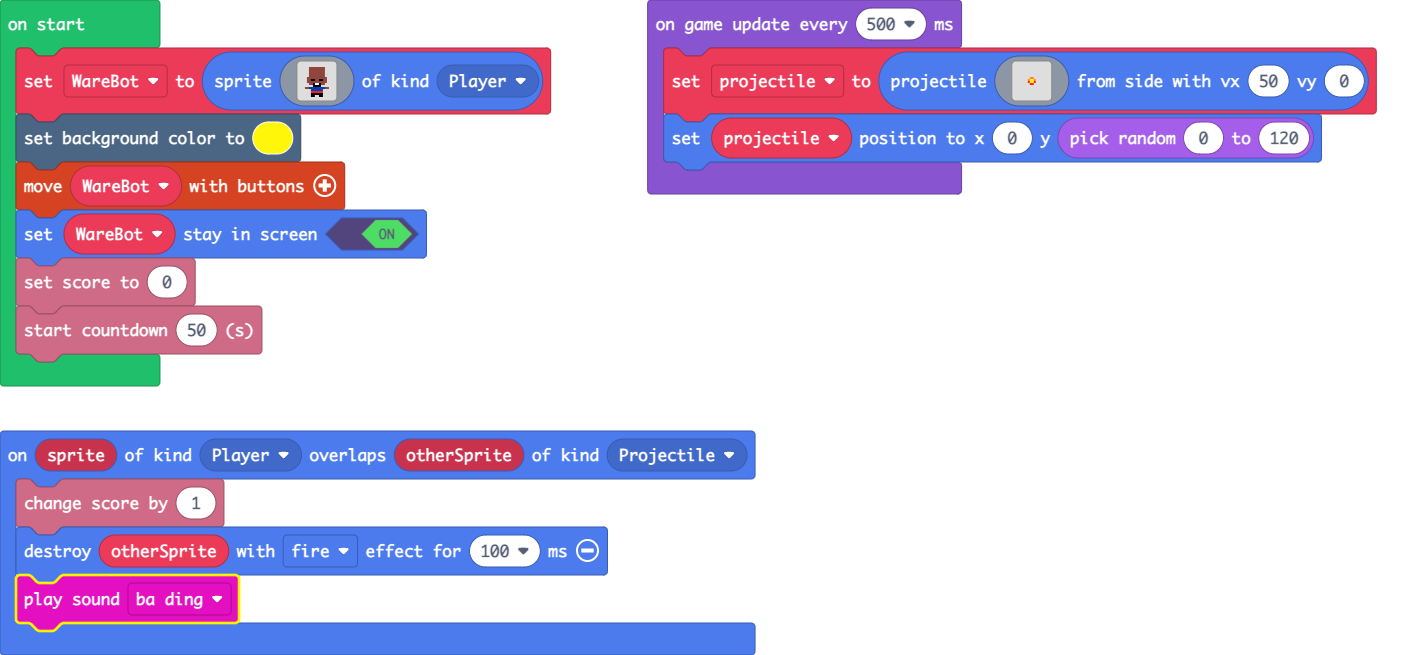 on start
set WareBot to sprite of kind Player
set background color to
move WareBot with buttons
set WareBot stay in screen ON
set score to 0
start countdown 50 (s)
on game update every 500 ms
set projectile to projectile from side with vx 50 vy 0
set projectile position to x 0 y pick random 0 to 120
on sprite of kind Player overlaps otherSprite of kind Projectile
change score by 1
destroy otherSprite with fire effect for 100 ms
play sound ba ding